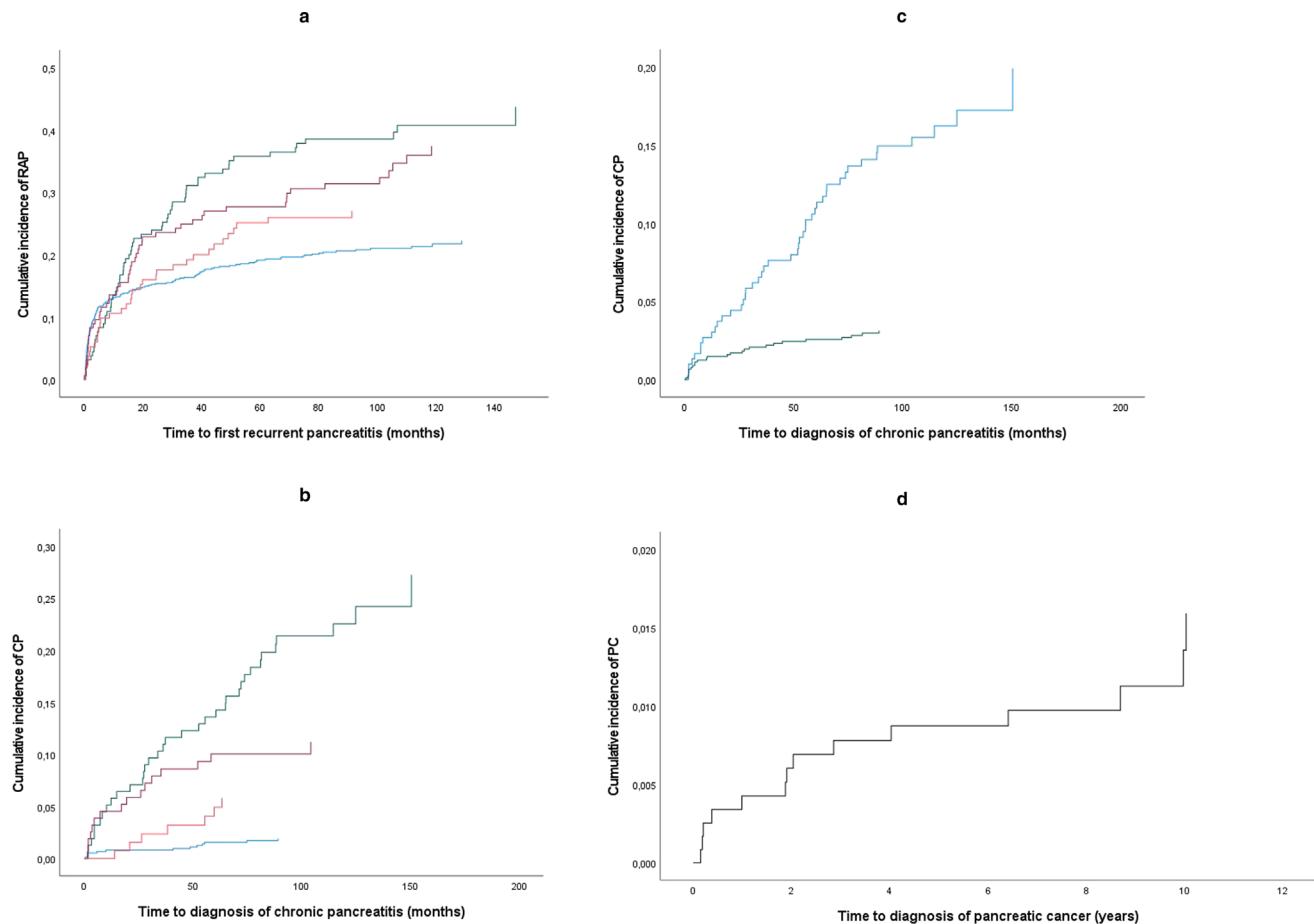 a
0,5
0,4
0,3
0,2
0,1
0,0
Cumulative incidence of RAP
0 20 40 60 80 100 120 140
Time to first recurrent pancreatitis (months)
c
0,20
0,15
0,10
0,05
0,00
Cumulative incidence of CP
0 50 100 150 200
Time to diagnosis of chronic pancreatitis (months)
b
0,30
0,25
0,20
0,15
0,10
0,05
0,00
Cumulative incidence of CP
0 50 100 150 200
Time to diagnosis of chronic pancreatitis (months)
d
0,020
0,015
0,010
0,005
0,000
Cumulative incidence of PC
0 2 4 6 8 10 12
Time to diagnosis of pancreatic cancer (years)